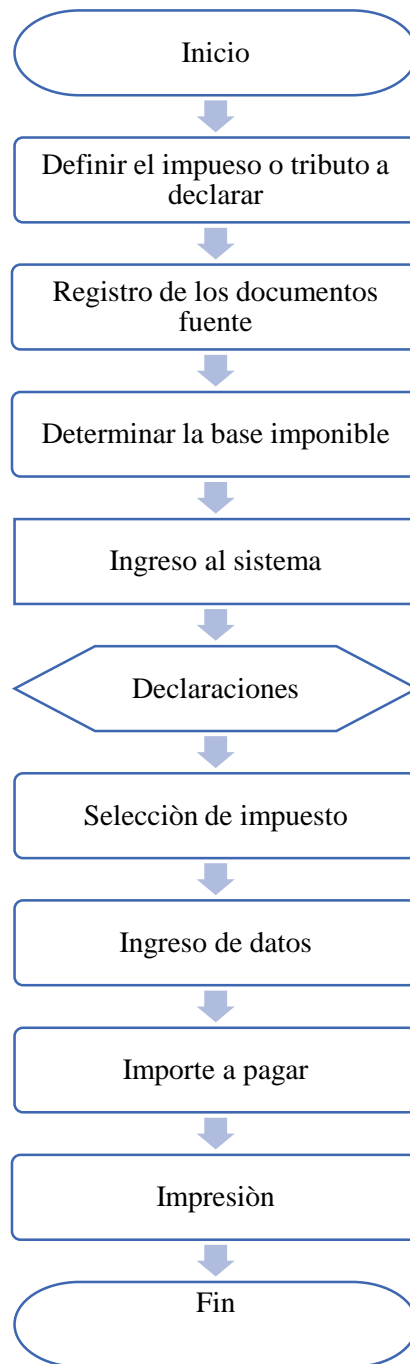 Inicio
Definir el impueso o tributo a
declarar
Registro de los documentos
fuente
Determinar la base imponible
Ingreso al sistema
Declaraciones
Selecciòn de impuesto
Ingreso de datos
Importe a pagar
Impresiòn
Fin